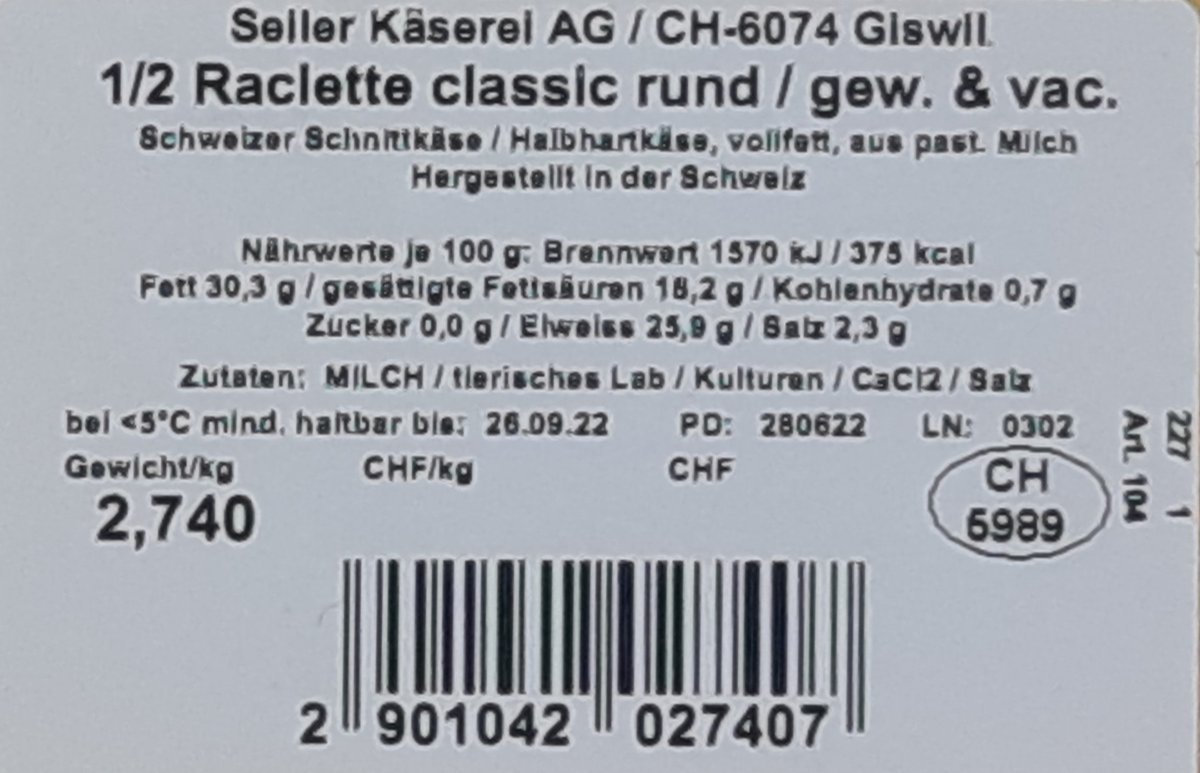 Seiler Käserei AG / CH-6074 Giswil
1/2 Raclette classic rund / gew. & vac.
Schweizer Schnittkäse / Halbhartkäse, vollfett, aus past. Milch
Hergestellt in der Schweiz
Nährwerte je 100 g: Brennwert 1570 kJ / 375 kcal
Fett 30,3 g / gesättigte Fettsäuren 18,2 g / Kohlenhydrate 0,7 g
Zucker 0,0 g / Eiweiss 25,9 g / Salz 2,3 g
Zutaten: MILCH / tierisches Lab / Kulturen / CaCl2 / Salz
bei <5°C mind. haltbar bis: 26.09.22 PD: 280622 LN: 0302
Gewicht/kg CHF/kg CHF
2,740
CH
5989
227 1
Art. 104
2 901042 027407